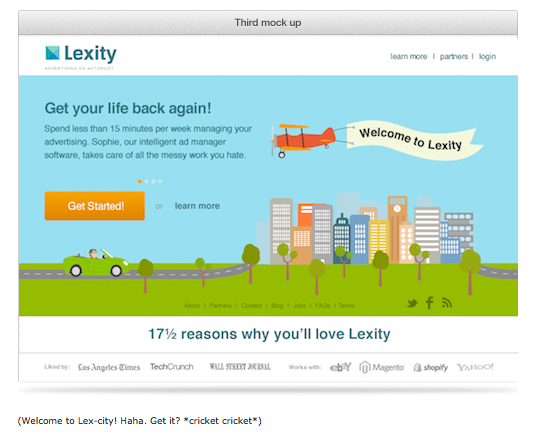 Third mock up
Lexity
ADVERTISING ON AUTOPILOT
learn more | partners | login
Get your life back again!
Spend less than 15 minutes per week managing your
advertising. Sophie, our intelligent ad manager
software, takes care of all the messy work you hate.
Welcome to Lexity
Get Started! or learn more
About | Partners | Contact | Blog | Jobs | FAQs | Terms
17½ reasons why you'll love Lexity
Liked by: Los Angeles Times TechCrunch WALL STREET JOURNAL Works with: ebY Magento shopify YAHOO!
(Welcome to Lex-city! Haha. Get it? *cricket cricket*)